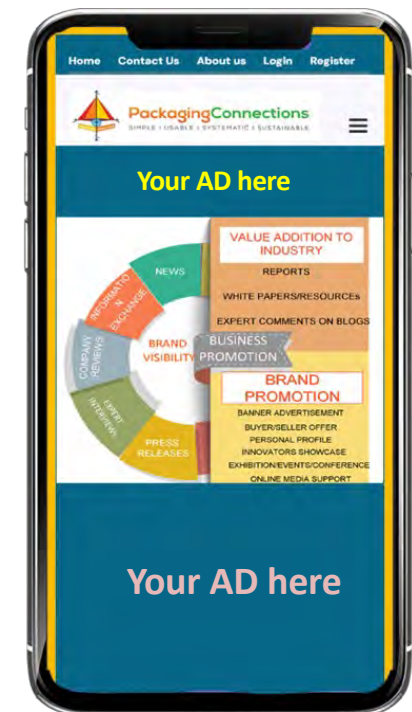 Home Contact Us About us Login Register
PackagingConnections
SIMPLE I USABLE I SYSTEMATIC I SUSTAINABLE
Your AD here
NEWS
INFORMATIO
N
EXCHANGE
COMPANY
REVIEWS
EXPERT
INTERVIEWS
PRESS
RELEASES
BRAND
VISIBILITY
BUSINESS
PROMOTION
VALUE ADDITION TO
INDUSTRY
REPORTS
WHITE PAPERS/RESOURCEs
EXPERT COMMENTS ON BLOGS
BRAND
PROMOTION
BANNER ADVERTISEMENT
BUYER/SELLER OFFER
PERSONAL PROFILE
INNOVATORS SHOWCASE
EXHIBITION/EVENTS/CONFERENCE
ONLINE MEDIA SUPPORT
Your AD here